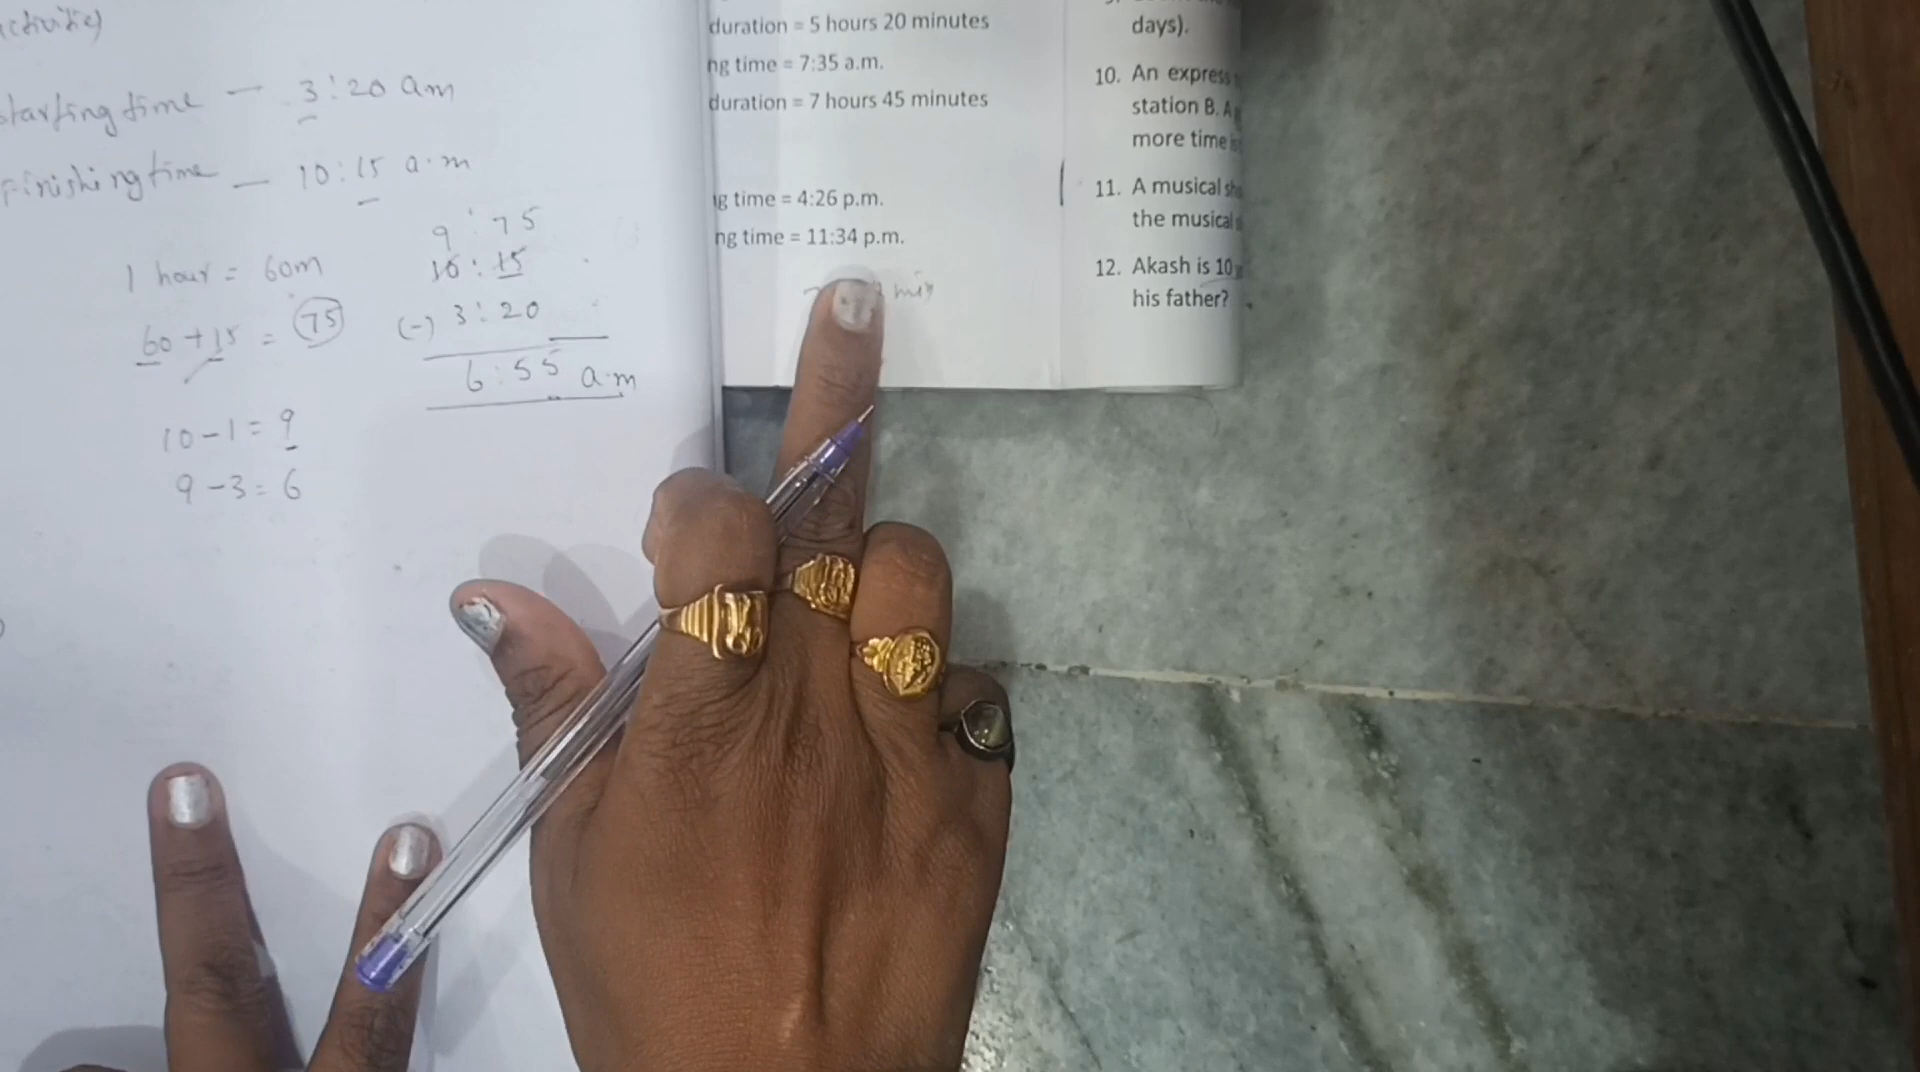 activity
starting time — 3:20 am
Finishing time — 10:15 a.m
1 hour = 60m
60 + 15 = 75
10-1 = 9
9-3 = 6
9:75
10:15
(-) 3:20
6:55 a.m
duration = 5 hours 20 minutes
ng time = 7:35 a.m.
duration = 7 hours 45 minutes
ng time = 4:26 p.m.
ng time = 11:34 p.m.
days).
10. An express
station B. A
more time
11. A musical
the musical
12. Akash is 10
his father?